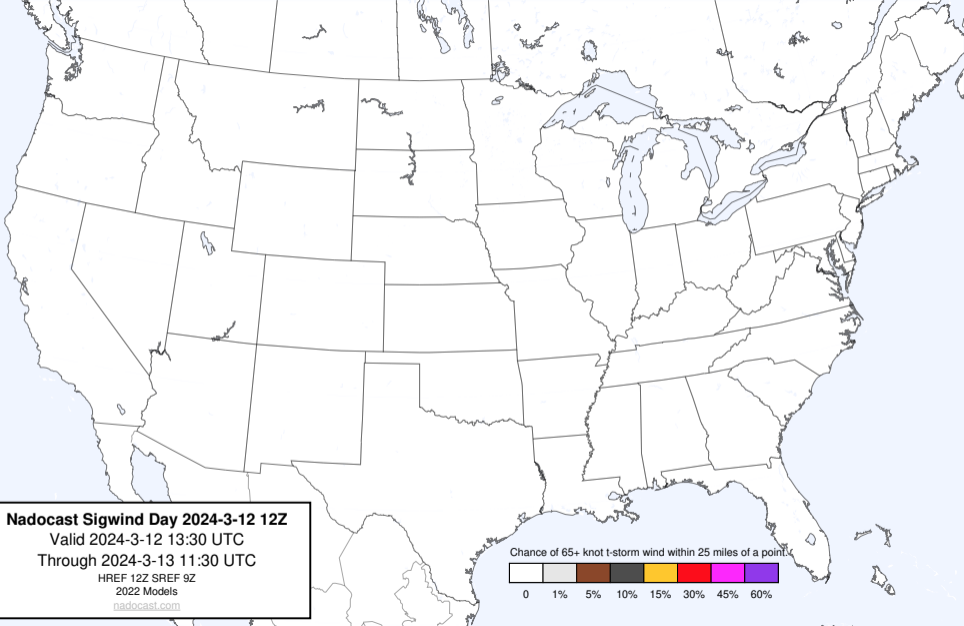 Nadocast Sigwind Day 2024-3-12 12Z
Valid 2024-3-12 13:30 UTC
Through 2024-3-13 11:30 UTC
HREF 12Z SREF 9Z
2022 Models
nadocast.com
Chance of 65+ knot t-storm wind within 25 miles of a point.
0 1% 5% 10% 15% 30% 45% 60%